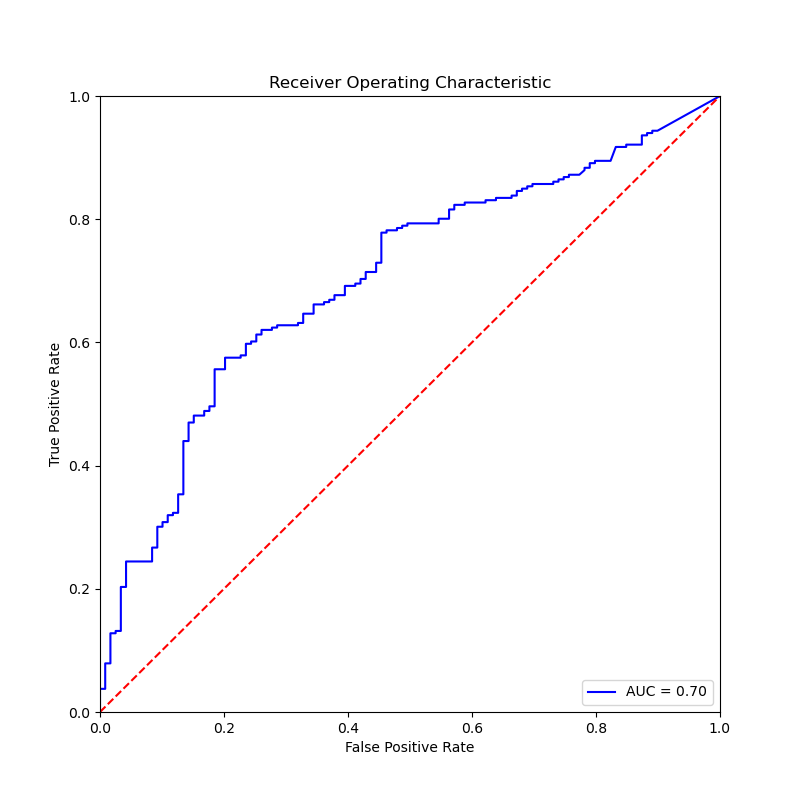 Receiver Operating Characteristic
1.0
0.8
0.6
0.4
0.2
0.0
True Positive Rate
AUC = 0.70
0.0 0.2 0.4 0.6 0.8 1.0
False Positive Rate